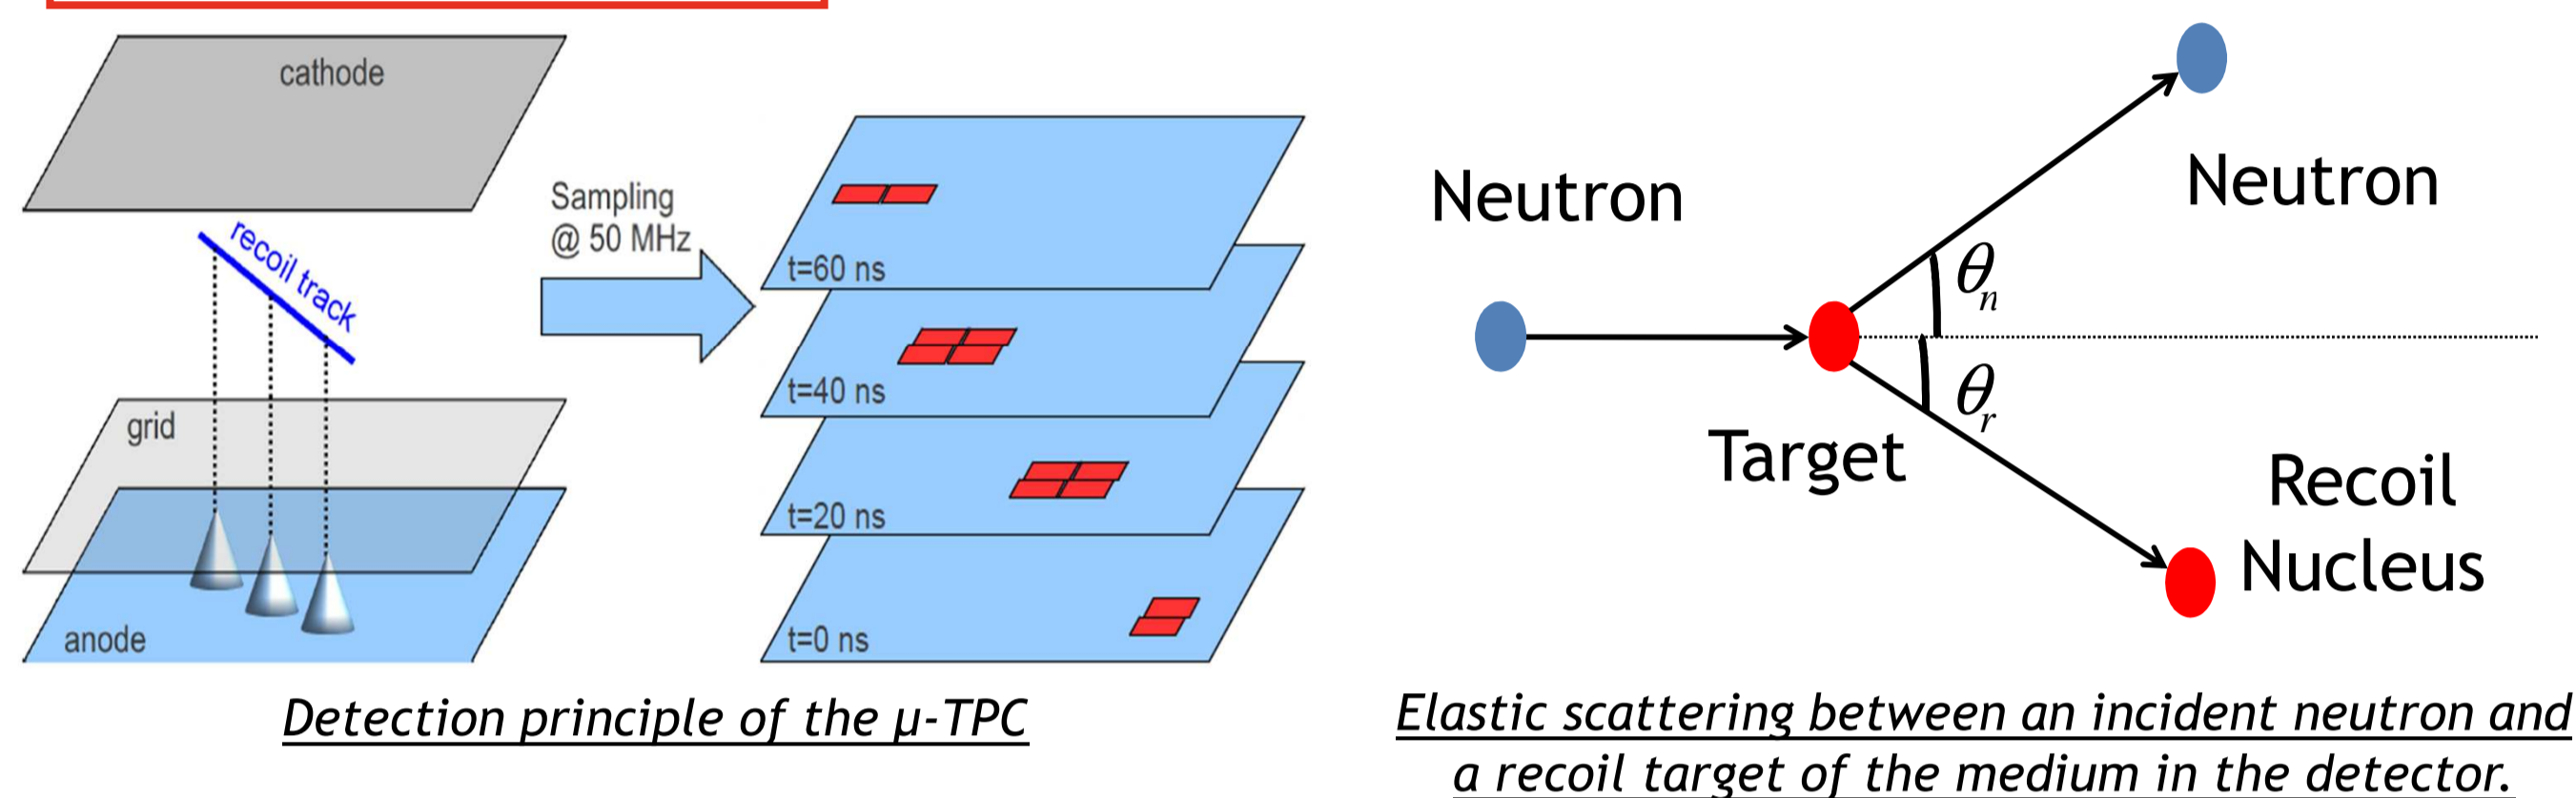 cathode
recoil track
grid
anode
Sampling
@ 50 MHz
t=60 ns
t=40 ns
t=20 ns
t=0 ns
Detection principle of the µ-TPC
Neutron
Neutron
θn
θr
Target
Recoil
Nucleus
Elastic scattering between an incident neutron and
a recoil target of the medium in the detector.